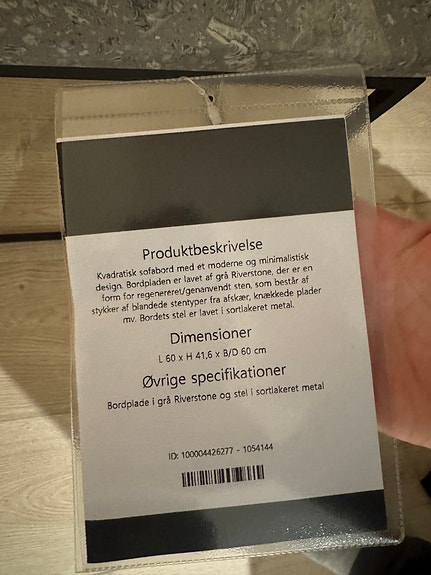 Produktbeskrivelse
Kvadratisk sofabord med et moderne og minimalistisk
design. Bordpladen er lavet af grå Riverstone, der er en
form for regenereret/genanvendt sten, som består af
stykker af blandede stentyper fra afskær, knækkede plader
mv. Bordets stel er lavet i sortlakeret metal.
Dimensioner
L 60 x H 41,6 x B/D 60 cm
Øvrige specifikationer
Bordplade i grå Riverstone og stel i sortlakeret metal
ID: 100004426277 - 1054144